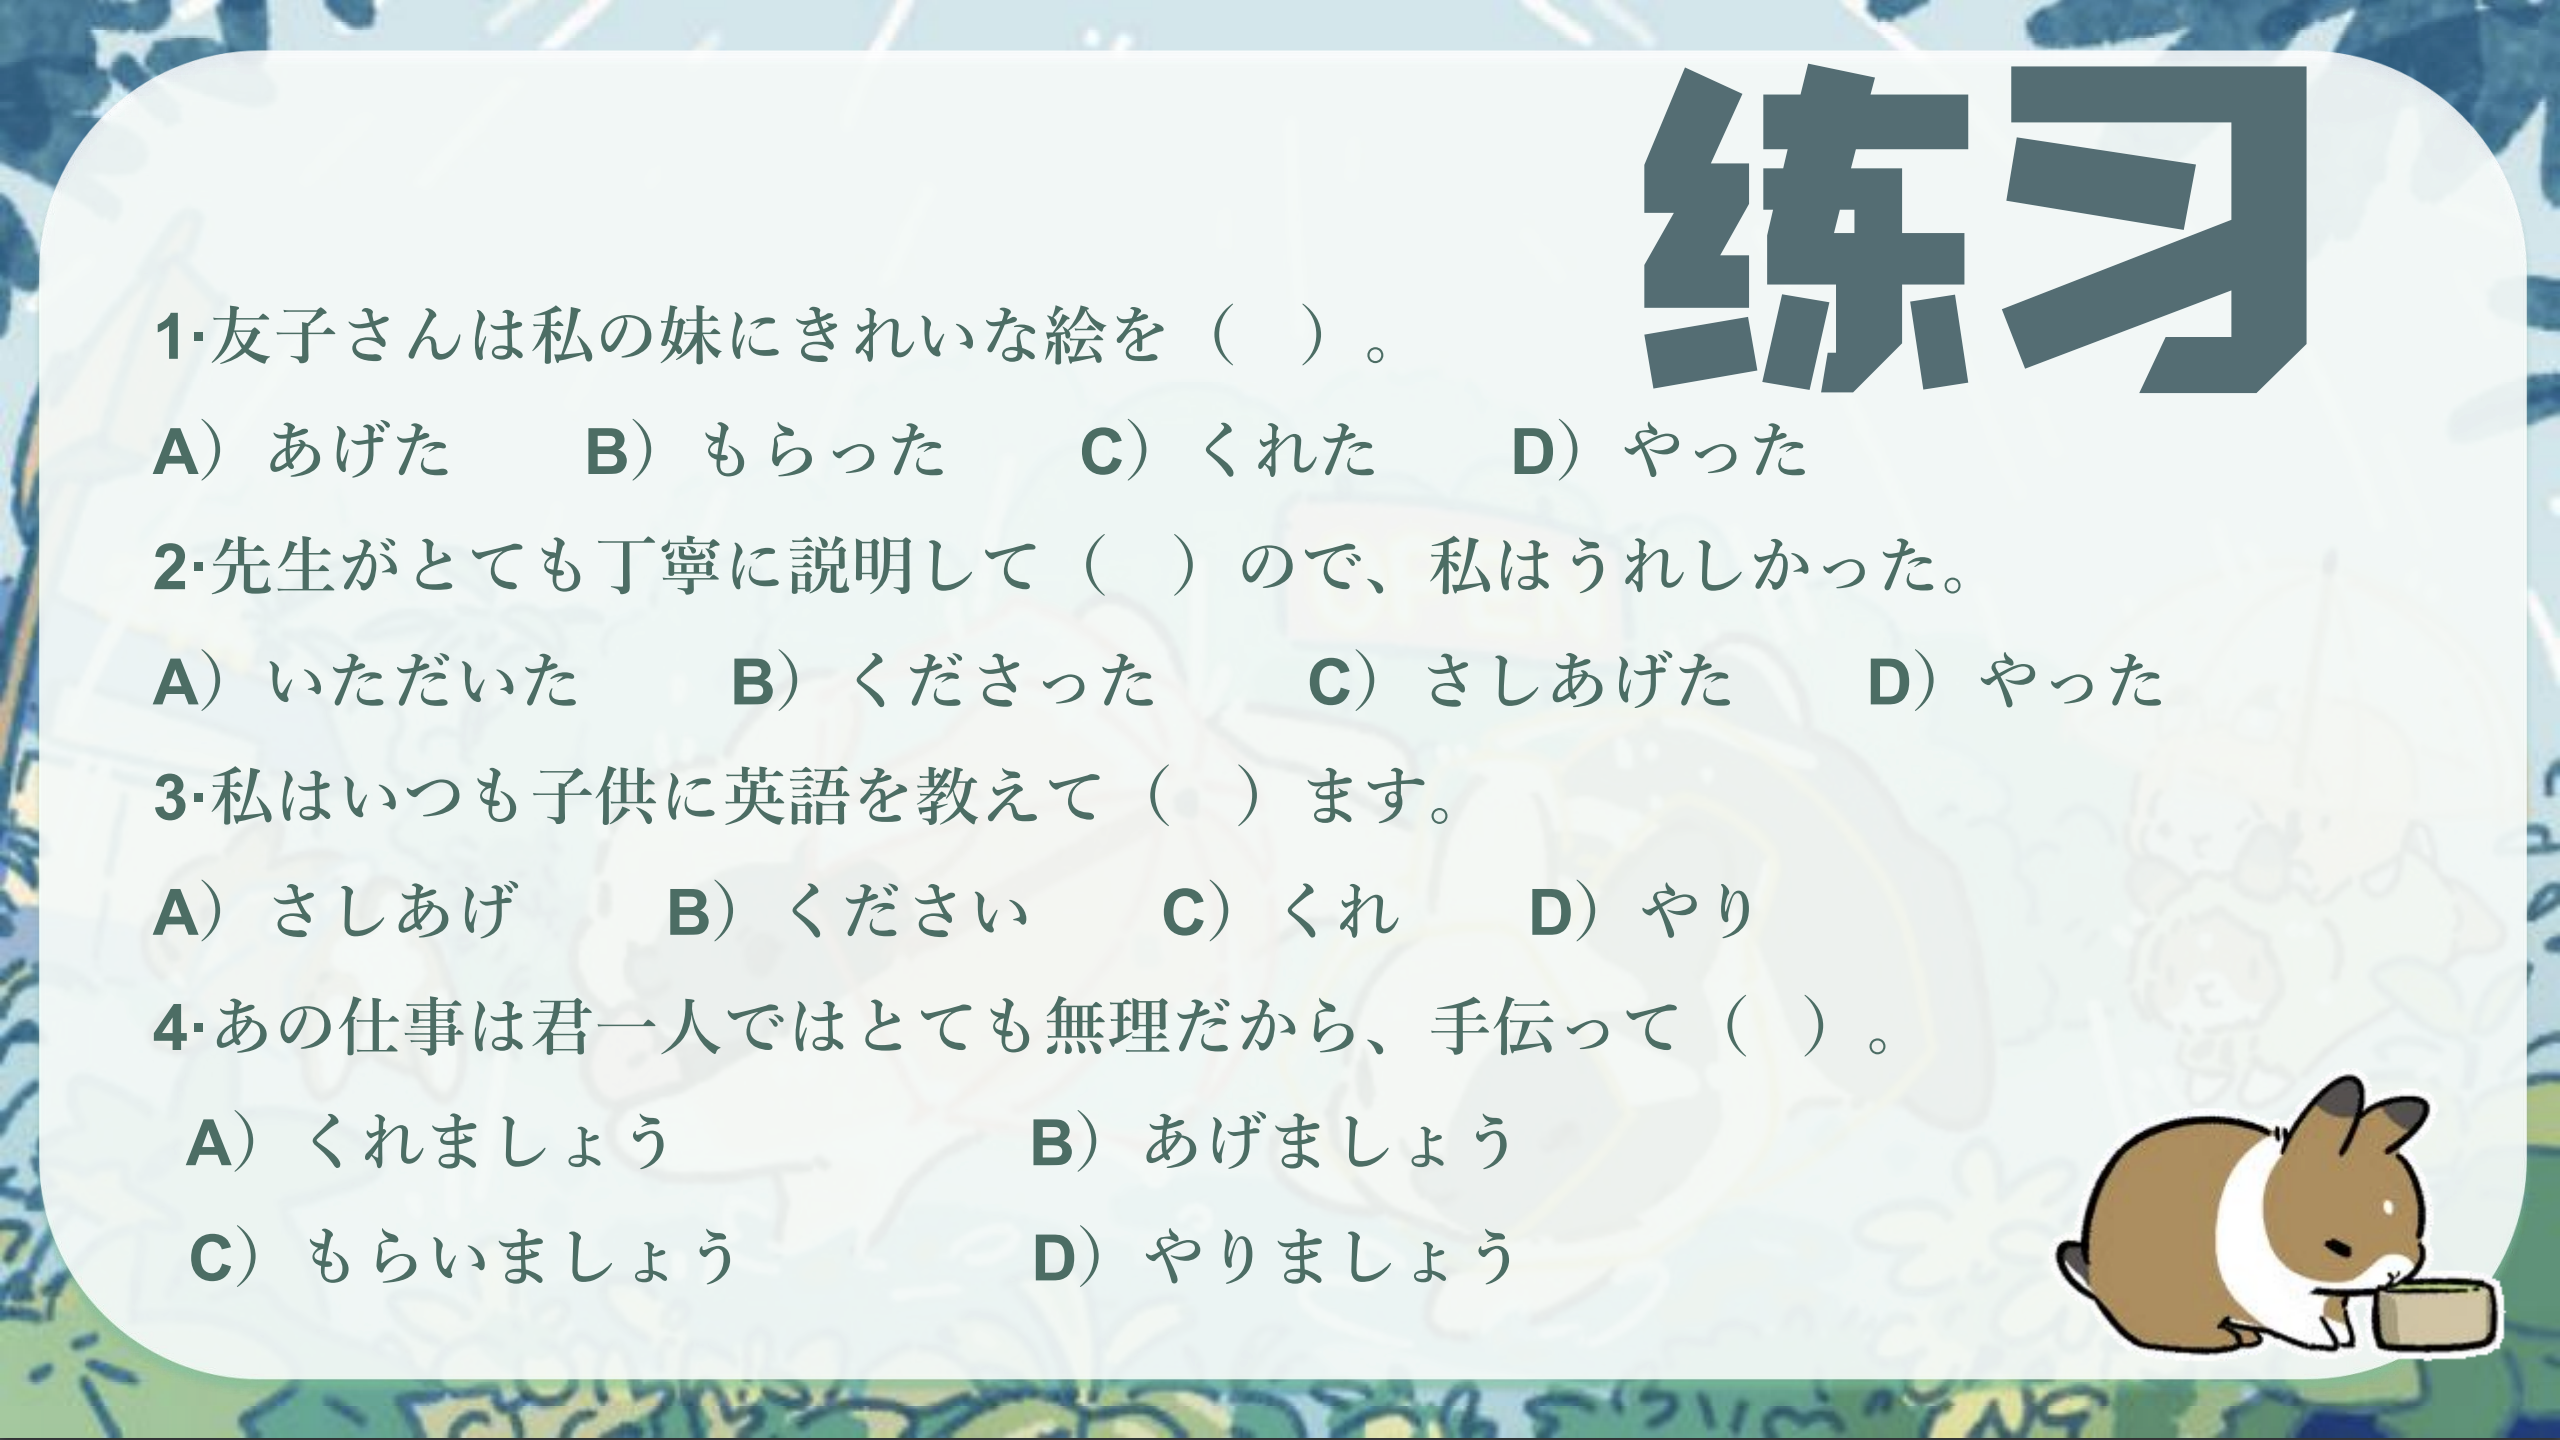 练习
1·友子さんは私の妹にきれいな絵を（　）。
A）あげた　　B）もらった　　C）くれた　　D）やった
2·先生がとても丁寧に説明して（　）ので、私はうれしかった。
A）いただいた　　B）くださった　　C）さしあげた　　D）やった
3·私はいつも子供に英語を教えて（　）ます。
A）さしあげ　　B）ください　　C）くれ　　D）やり
4·あの仕事は君一人ではとても無理だから、手伝って（　）。
A）くれましょう　　B）あげましょう
C）もらいましょう　　D）やりましょう